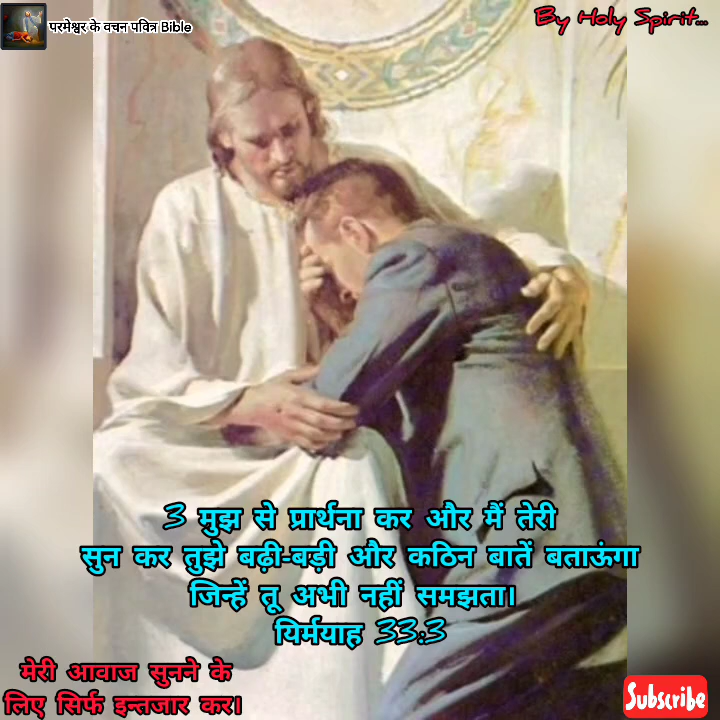 परमेश्वर के वचन पवित्र Bible
By Holy Spirit...
3 मुझ से प्रार्थना कर और मैं तेरी
सुन कर तुझे बढ़ी-बड़ी और कठिन बातें बताऊंगा
जिन्हें तू अभी नहीं समझता।
यिर्मयाह 33:3
मेरी आवाज सुनने के
लिए सिर्फ इन्तजार कर।
Subscribe